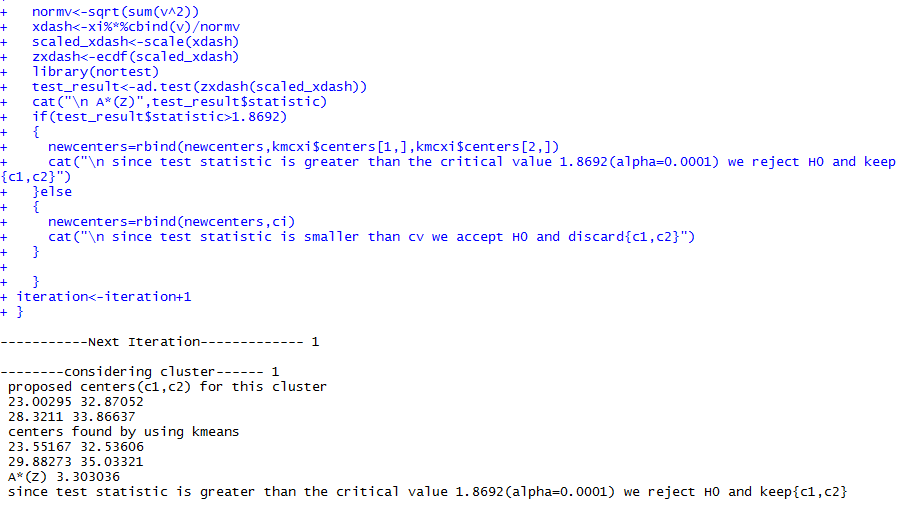 +   normv<-sqrt(sum(v^2))
+   xdash<-xi%*%cbind(v)/normv
+   scaled_xdash<-scale(xdash)
+   zxdash<-ecdf(scaled_xdash)
+   library(nortest)
+   test_result<-ad.test(zxdash(scaled_xdash))
+   cat("\n A*(Z)",test_result$statistic)
+   if(test_result$statistic>1.8692)
+   {
+     newcenters=rbind(newcenters,kmcxi$centers[1,],kmcxi$centers[2,])
+     cat("\n since test statistic is greater than the critical value 1.8692(alpha=0.0001) we reject H0 and keep
{c1,c2}")
+   }else
+   {
+     newcenters=rbind(newcenters,ci)
+     cat("\n since test statistic is smaller than cv we accept H0 and discard{c1,c2}")
+   }
+
+   }
+ iteration<-iteration+1
+ }
-----------Next Iteration------------- 1
--------considering cluster------ 1
proposed centers(c1,c2) for this cluster
23.00295 32.87052
28.3211 33.86637
centers found by using kmeans
23.55167 32.53606
29.88273 35.03321
A*(Z) 3.303036
since test statistic is greater than the critical value 1.8692(alpha=0.0001) we reject H0 and keep{c1,c2}